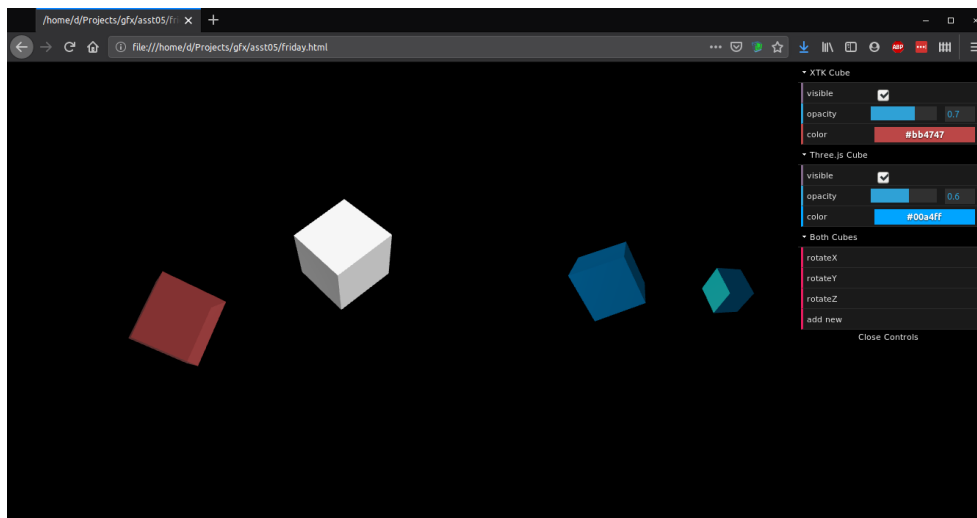 /home/d/Projects/gfx/asst05/fri
file:///home/d/Projects/gfx/asst05/friday.html
ABP
XTK Cube
visible
opacity 0.7
color #bb4747
Three.js Cube
visible
opacity 0.6
color #00a4ff
Both Cubes
rotateX
rotateY
rotateZ
add new
Close Controls